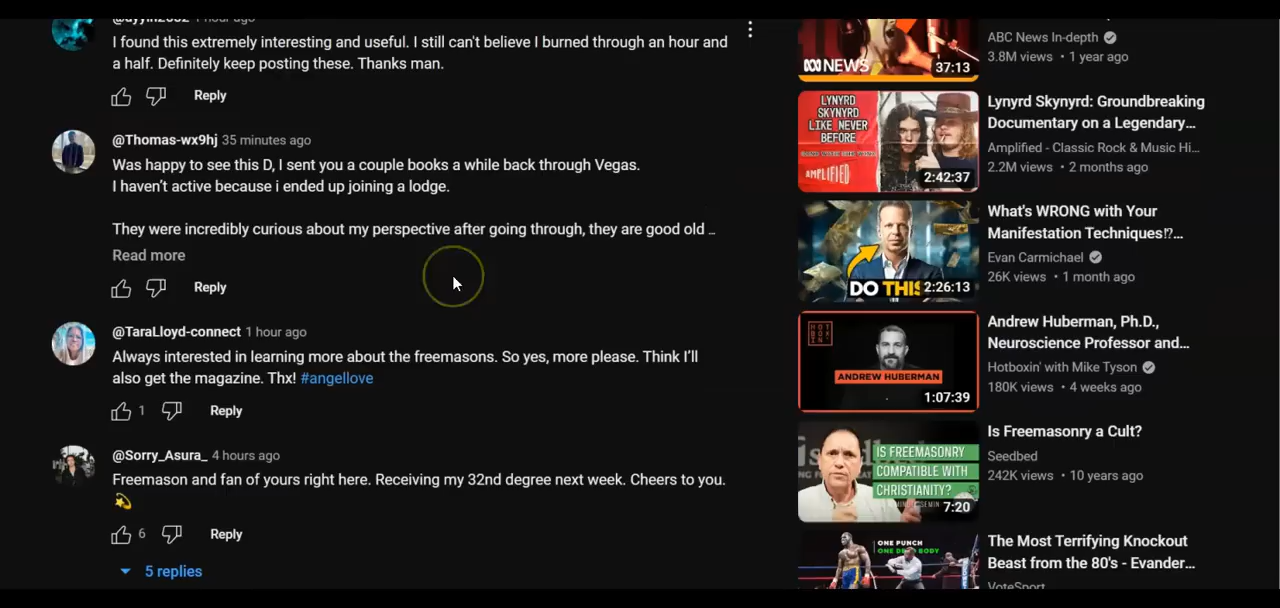 1 hour ago
I found this extremely interesting and useful. I still can't believe I burned through an hour and
a half. Definitely keep posting these. Thanks man.
Reply
@Thomas-wx9hj 35 minutes ago
Was happy to see this D, I sent you a couple books a while back through Vegas.
I haven't active because i ended up joining a lodge.
They were incredibly curious about my perspective after going through, they are good old ...
Read more
Reply
@TaraLloyd-connect 1 hour ago
Always interested in learning more about the freemasons. So yes, more please. Think I'll
also get the magazine. Thx! #angellove
1
Reply
@Sorry_Asura_ 4 hours ago
Freemason and fan of yours right here. Receiving my 32nd degree next week. Cheers to you.
6
Reply
5 replies
NEWS
37:13
ABC News In-depth
3.8M views • 1 year ago
LYNYRD
SKYNYRD
LIKE NEVER
BEFORE
AMPLIFIED
2:42:37
Lynyrd Skynyrd: Groundbreaking
Documentary on a Legendary...
Amplified - Classic Rock & Music Hi...
2.2M views • 2 months ago
DO THIS
2:26:13
What's WRONG with Your
Manifestation Techniques⁉...
Evan Carmichael
26K views • 1 month ago
HOT
BOX
IN
ANDREW HUBERMAN
1:07:39
Andrew Huberman, Ph.D.,
Neuroscience Professor and...
Hotboxin' with Mike Tyson
180K views • 4 weeks ago
IS FREEMASONRY
COMPATIBLE WITH
CHRISTIANITY?
7:20
Is Freemasonry a Cult?
Seedbed
242K views • 10 years ago
ONE PUNCH
The Most Terrifying Knockout
Beast from the 80's - Evander...
VoteSport